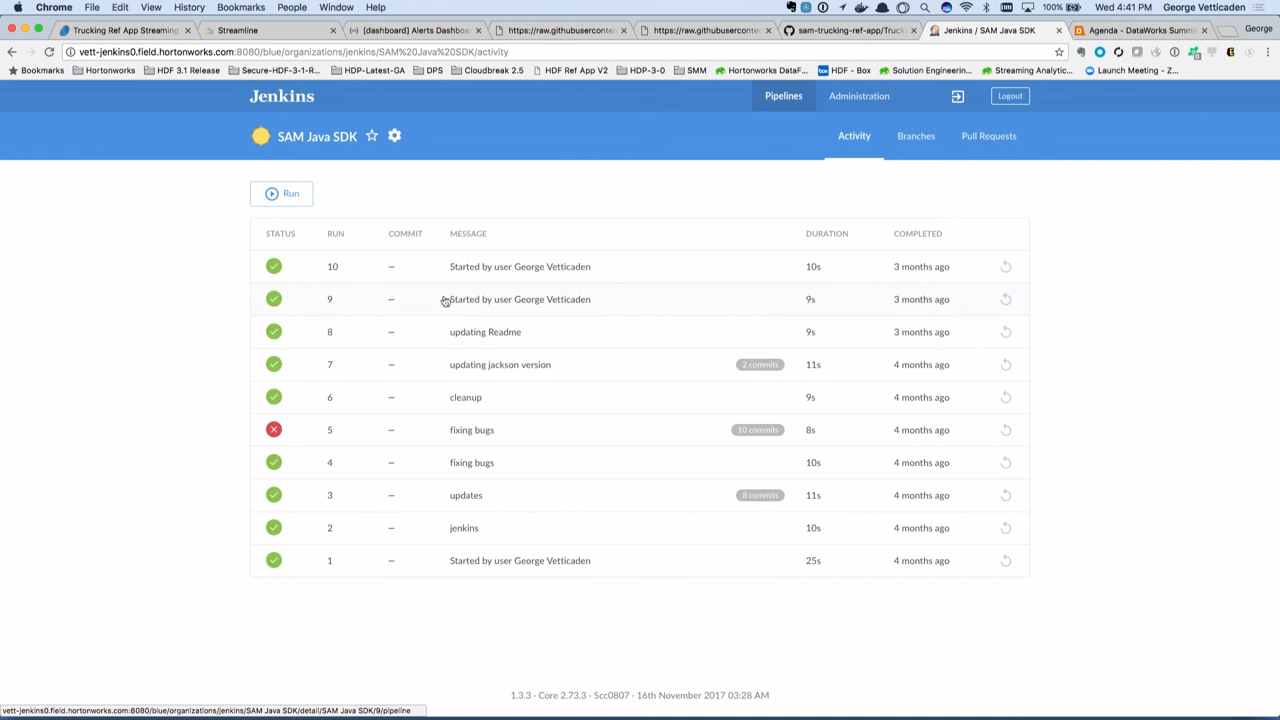 Chrome File Edit View History Bookmarks People Window Help 100% Wed 4:41 PM George Vetticaden
Trucking Ref App Streaming Streamline [dashboard] Alerts Dashboa https://raw.githubusercontent https://raw.githubusercontent sam-trucking-ref-app/Truck Jenkins / SAM Java SDK Agenda - DataWorks Summit George
vett-jenkins0.field.hortonworks.com:8080/blue/organizations/jenkins/SAM%20Java%20SDK/activity
Bookmarks Hortonworks HDF 3.1 Release Secure-HDF-3-1-R... HDP-Latest-GA DPS Cloudbreak 2.5 HDF Ref App V2 HDP-3-0 SMM Hortonworks DataF... HDF - Box Solution Engineerin... Streaming Analytic... Launch Meeting - Z...
Jenkins Pipelines Administration Logout
SAM Java SDK Activity Branches Pull Requests
Run
STATUS RUN COMMIT MESSAGE DURATION COMPLETED
10 – Started by user George Vetticaden 10s 3 months ago
9 – Started by user George Vetticaden 9s 3 months ago
8 – updating Readme 9s 3 months ago
7 – updating jackson version 2 commits 11s 4 months ago
6 – cleanup 9s 4 months ago
5 – fixing bugs 10 commits 8s 4 months ago
4 – fixing bugs 10s 4 months ago
3 – updates 8 commits 11s 4 months ago
2 – jenkins 10s 4 months ago
1 – Started by user George Vetticaden 25s 4 months ago
1.3.3 · Core 2.73.3 · 5cc0807 · 16th November 2017 03:28 AM
vett-jenkins0.field.hortonworks.com:8080/blue/organizations/jenkins/SAM Java SDK/detail/SAM Java SDK/9/pipeline